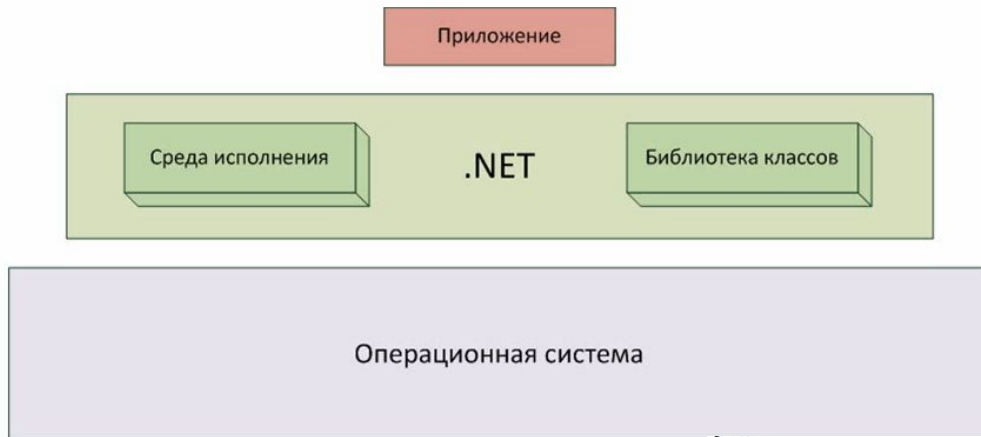 Приложение
Среда исполнения
.NET
Библиотека классов
Операционная система